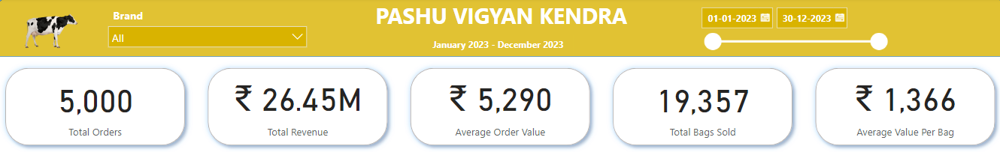 Brand
All
PASHU VIGYAN KENDRA
January 2023 - December 2023
01-01-2023
30-12-2023
5,000
Total Orders
₹ 26.45M
Total Revenue
₹ 5,290
Average Order Value
19,357
Total Bags Sold
₹ 1,366
Average Value Per Bag